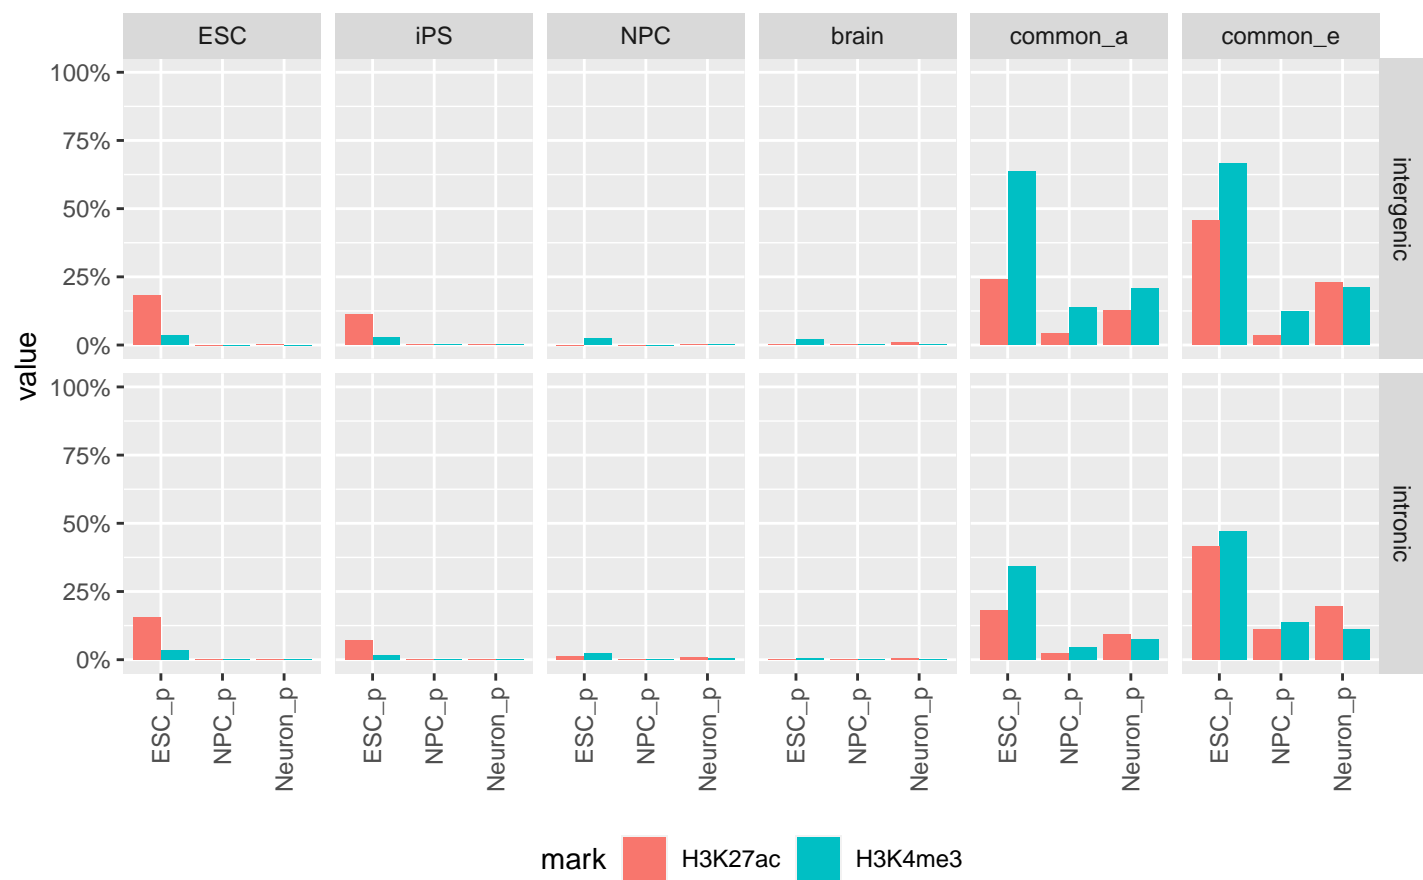 ESC iPS NPC brain common_a common_e
100%
75%
50%
25%
0%
intergenic
value
100%
75%
50%
25%
0%
intronic
ESC_p NPC_p Neuron_p ESC_p NPC_p Neuron_p ESC_p NPC_p Neuron_p ESC_p NPC_p Neuron_p ESC_p NPC_p Neuron_p ESC_p NPC_p Neuron_p
mark H3K27ac H3K4me3